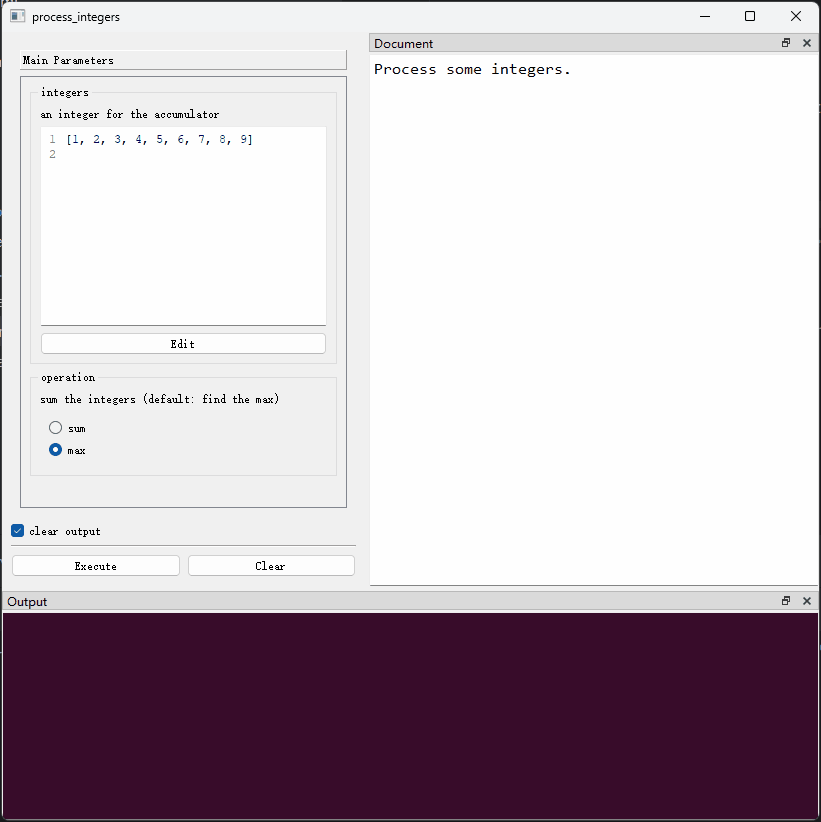 process_integers
Main Parameters
integers
an integer for the accumulator
1 [1, 2, 3, 4, 5, 6, 7, 8, 9]
2
Edit
operation
sum the integers (default: find the max)
sum
max
clear output
Execute Clear
Document
Process some integers.
Output